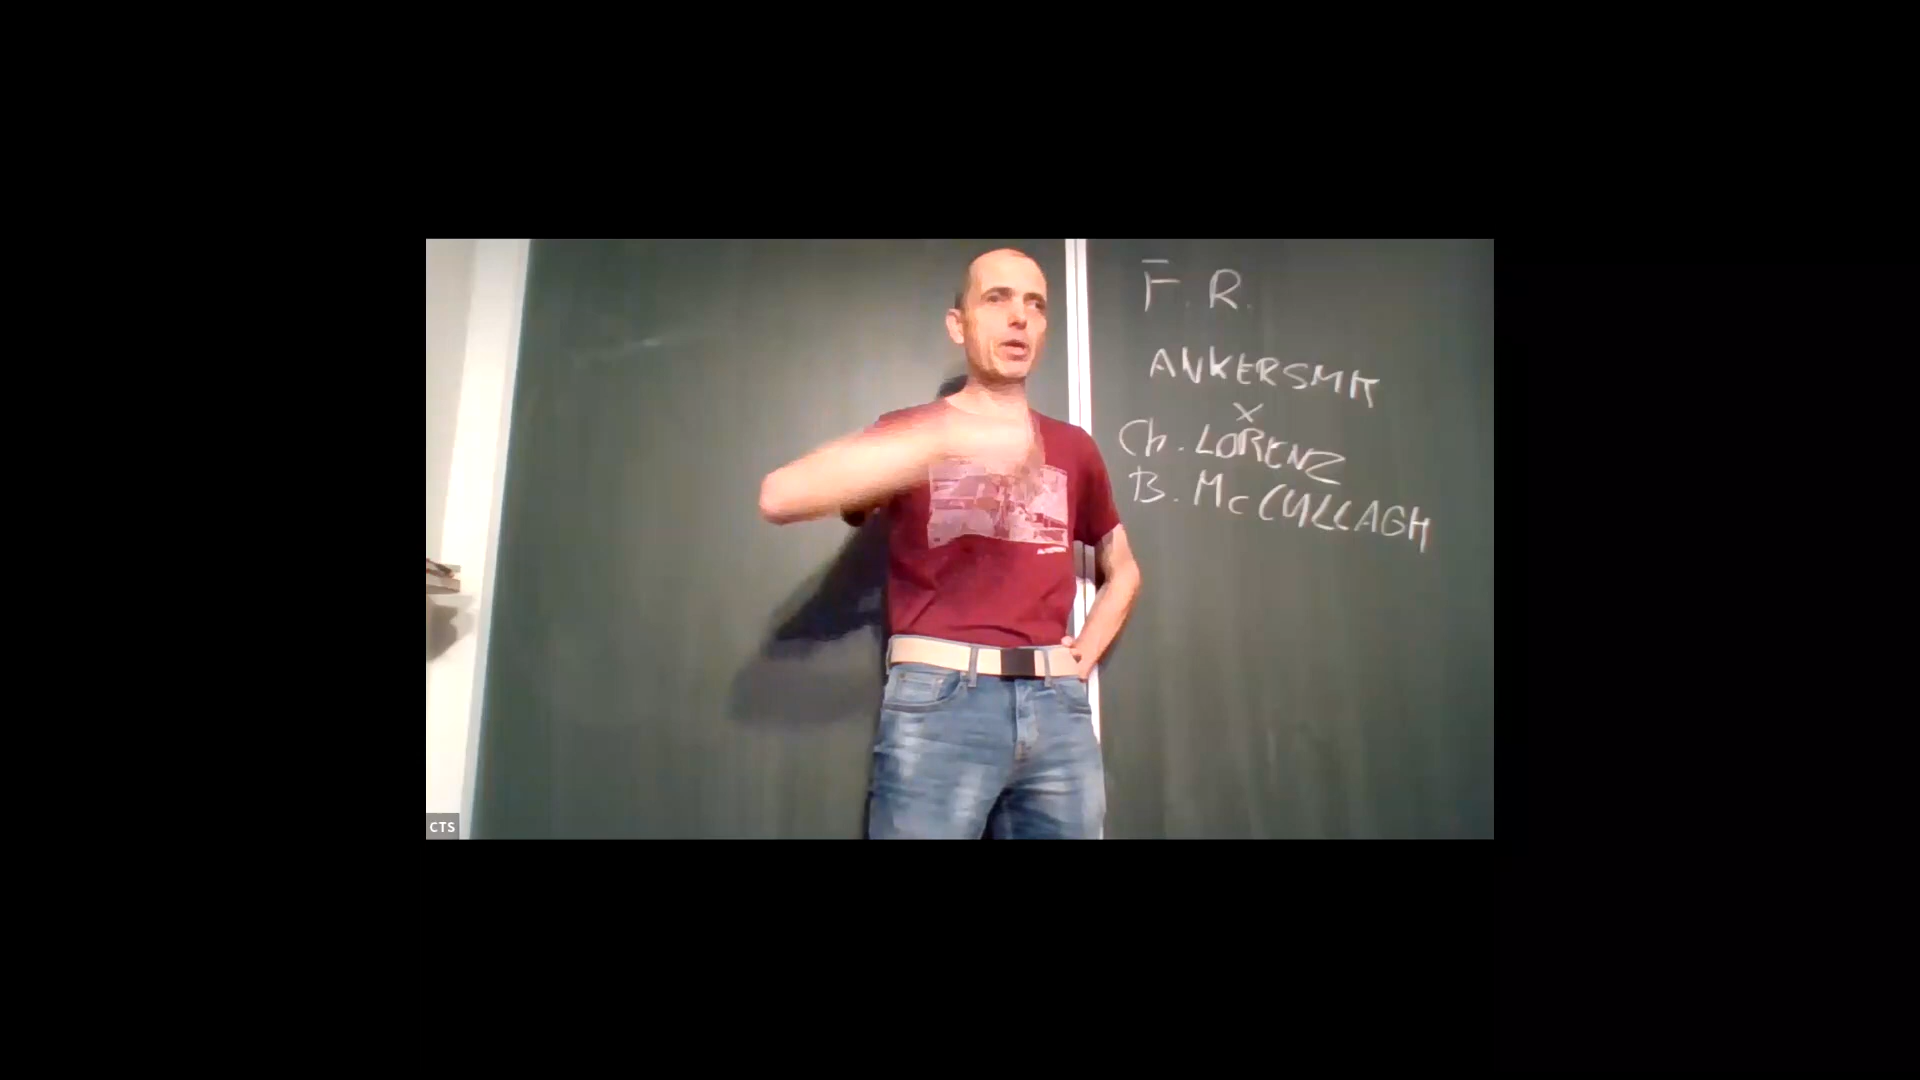 F. R.
ANKERSMIT
x
Ch. LORENZ
B. McCULLAGH
CTS